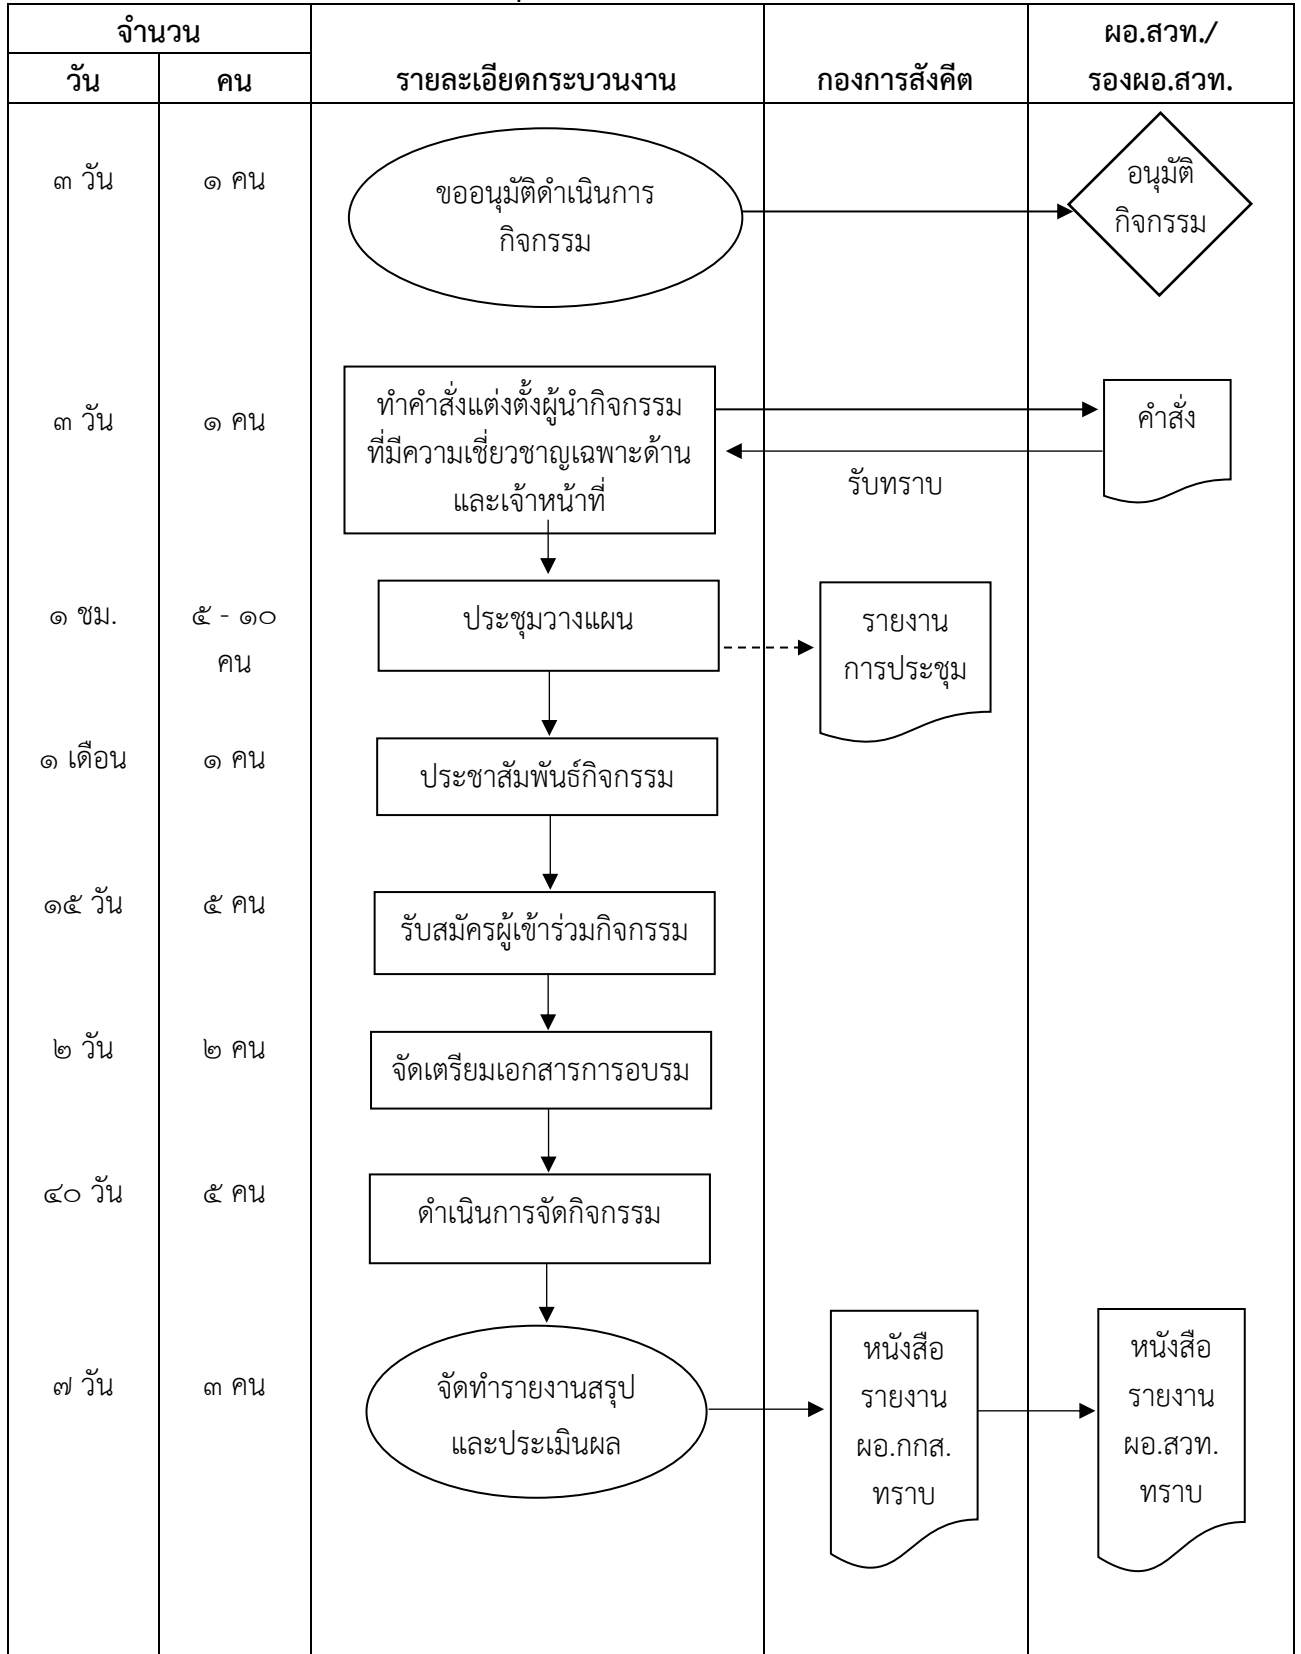 จำนวน
วัน
คน
รายละเอียดกระบวนงาน
กองการสังคีต
ผอ.สวท./
รองผอ.สวท.
๓ วัน
๑ คน
ขออนุมัติดำเนินการ
กิจกรรม
อนุมัติ
กิจกรรม
๓ วัน
๑ คน
ทำคำสั่งแต่งตั้งผู้นำกิจกรรม
ที่มีความเชี่ยวชาญเฉพาะด้าน
และเจ้าหน้าที่
รับทราบ
คำสั่ง
๑ ชม.
๕ - ๑๐
คน
ประชุมวางแผน
รายงาน
การประชุม
๑ เดือน
๑ คน
ประชาสัมพันธ์กิจกรรม
๑๕ วัน
๕ คน
รับสมัครผู้เข้าร่วมกิจกรรม
๒ วัน
๒ คน
จัดเตรียมเอกสารการอบรม
๔๐ วัน
๕ คน
ดำเนินการจัดกิจกรรม
๗ วัน
๓ คน
จัดทำรายงานสรุป
และประเมินผล
หนังสือ
รายงาน
ผอ.กกส.
ทราบ
หนังสือ
รายงาน
ผอ.สวท.
ทราบ